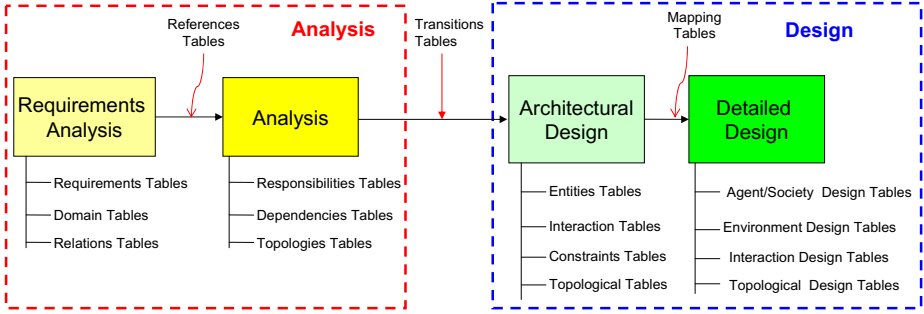 References
Tables
Analysis
Transitions
Tables
Mapping
Tables
Design
Requirements
Analysis
Analysis
Architectural
Design
Detailed
Design
Requirements Tables
Domain Tables
Relations Tables
Responsibilities Tables
Dependencies Tables
Topologies Tables
Entities Tables
Interaction Tables
Constraints Tables
Topological Tables
Agent/Society Design Tables
Environment Design Tables
Interaction Design Tables
Topological Design Tables